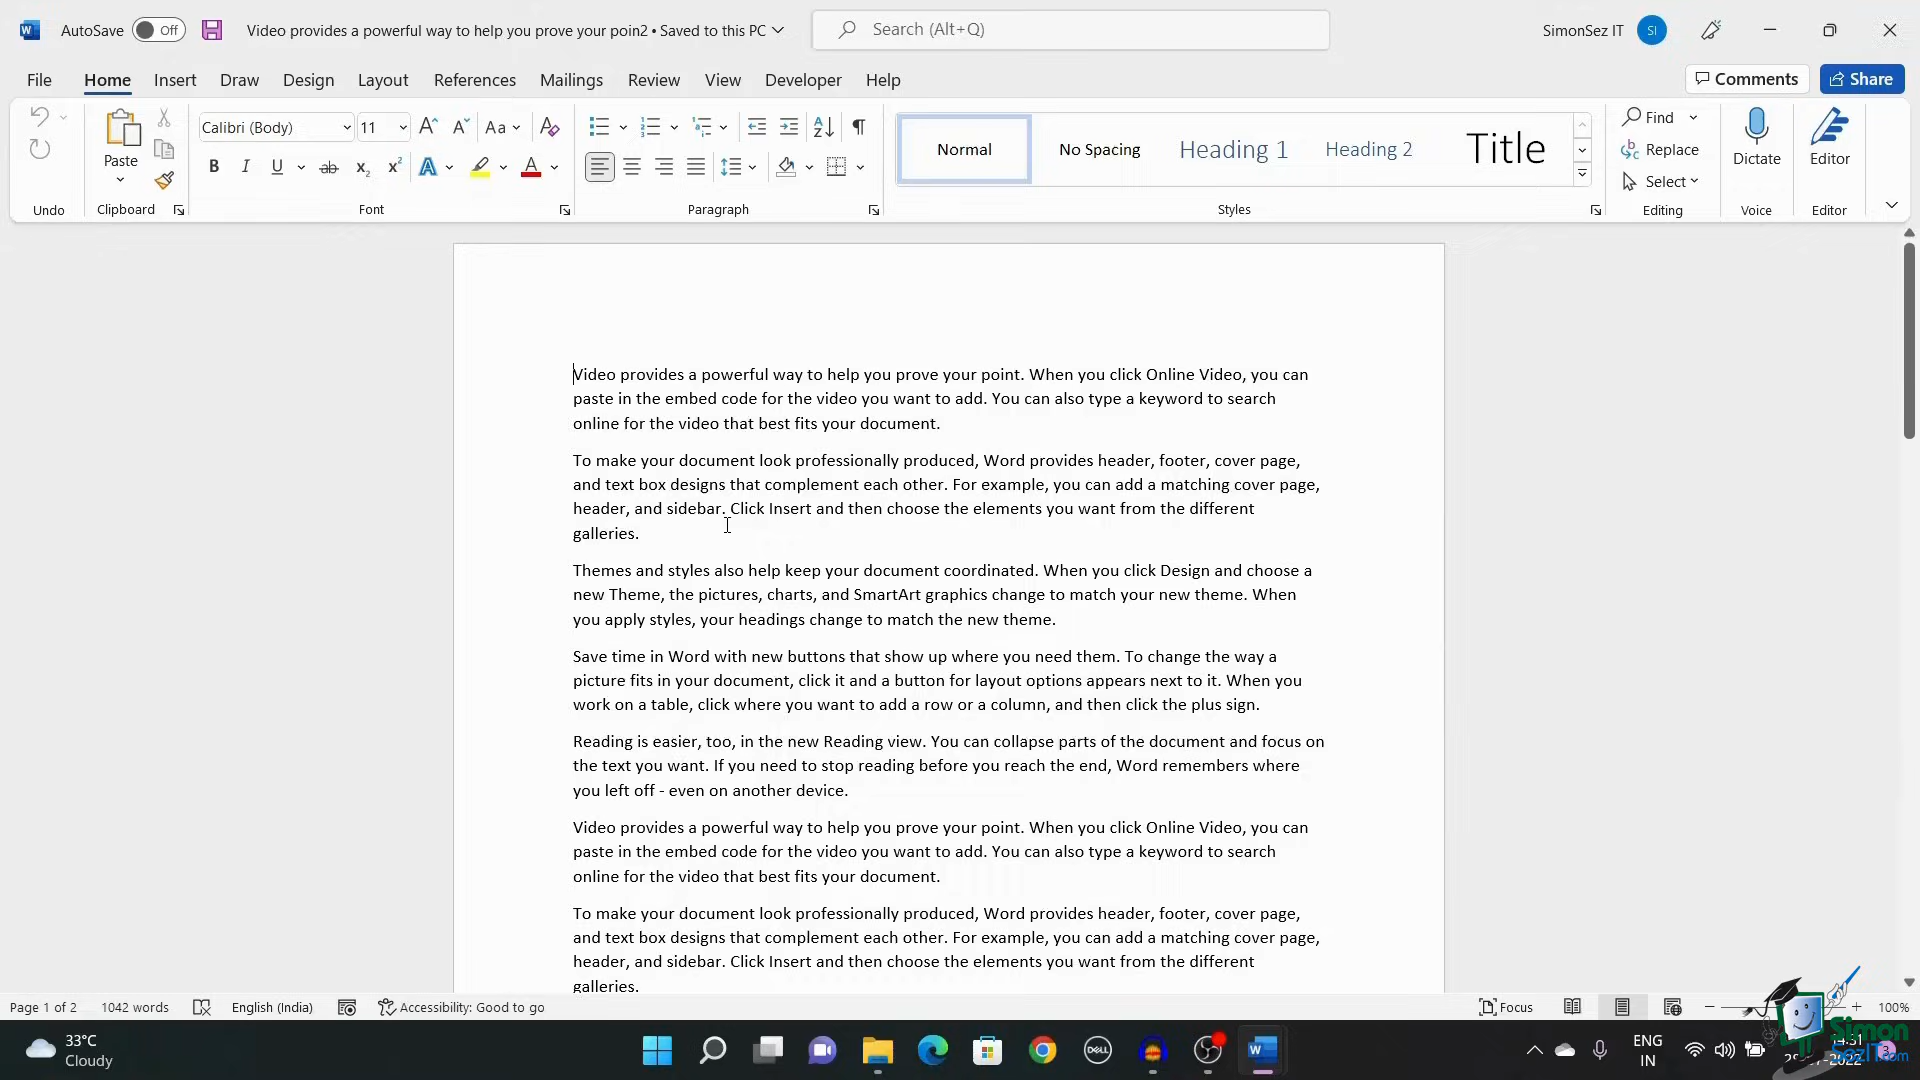 AutoSave Off Video provides a powerful way to help you prove your poin2 • Saved to this PC Search (Alt+Q) SimonSez IT SI
File Home Insert Draw Design Layout References Mailings Review View Developer Help Comments Share
Calibri (Body) 11 Aa
Paste
B I U ab x₂ x² A A
Normal No Spacing Heading 1 Heading 2 Title
Find
Replace
Select
Dictate
Editor
Undo Clipboard Font Paragraph Styles Editing Voice Editor
Video provides a powerful way to help you prove your point. When you click Online Video, you can
paste in the embed code for the video you want to add. You can also type a keyword to search
online for the video that best fits your document.
To make your document look professionally produced, Word provides header, footer, cover page,
and text box designs that complement each other. For example, you can add a matching cover page,
header, and sidebar. Click Insert and then choose the elements you want from the different
galleries.
Themes and styles also help keep your document coordinated. When you click Design and choose a
new Theme, the pictures, charts, and SmartArt graphics change to match your new theme. When
you apply styles, your headings change to match the new theme.
Save time in Word with new buttons that show up where you need them. To change the way a
picture fits in your document, click it and a button for layout options appears next to it. When you
work on a table, click where you want to add a row or a column, and then click the plus sign.
Reading is easier, too, in the new Reading view. You can collapse parts of the document and focus on
the text you want. If you need to stop reading before you reach the end, Word remembers where
you left off - even on another device.
Video provides a powerful way to help you prove your point. When you click Online Video, you can
paste in the embed code for the video you want to add. You can also type a keyword to search
online for the video that best fits your document.
To make your document look professionally produced, Word provides header, footer, cover page,
and text box designs that complement each other. For example, you can add a matching cover page,
header, and sidebar. Click Insert and then choose the elements you want from the different
galleries.
Page 1 of 2 1042 words English (India) Accessibility: Good to go Focus 100%
33°C
Cloudy
DELL
ENG
IN
Simon
SezIT.com